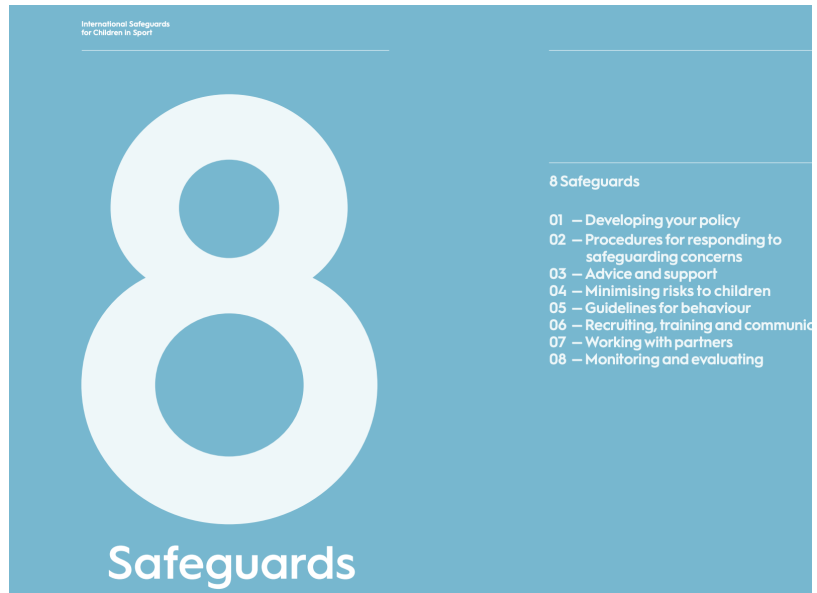 International Safeguards
for Children in Sport
8
Safeguards
8 Safeguards
01 — Developing your policy
02 — Procedures for responding to
safeguarding concerns
03 — Advice and support
04 — Minimising risks to children
05 — Guidelines for behaviour
06 — Recruiting, training and
07 — Working with partners
08 — Monitoring and evaluating